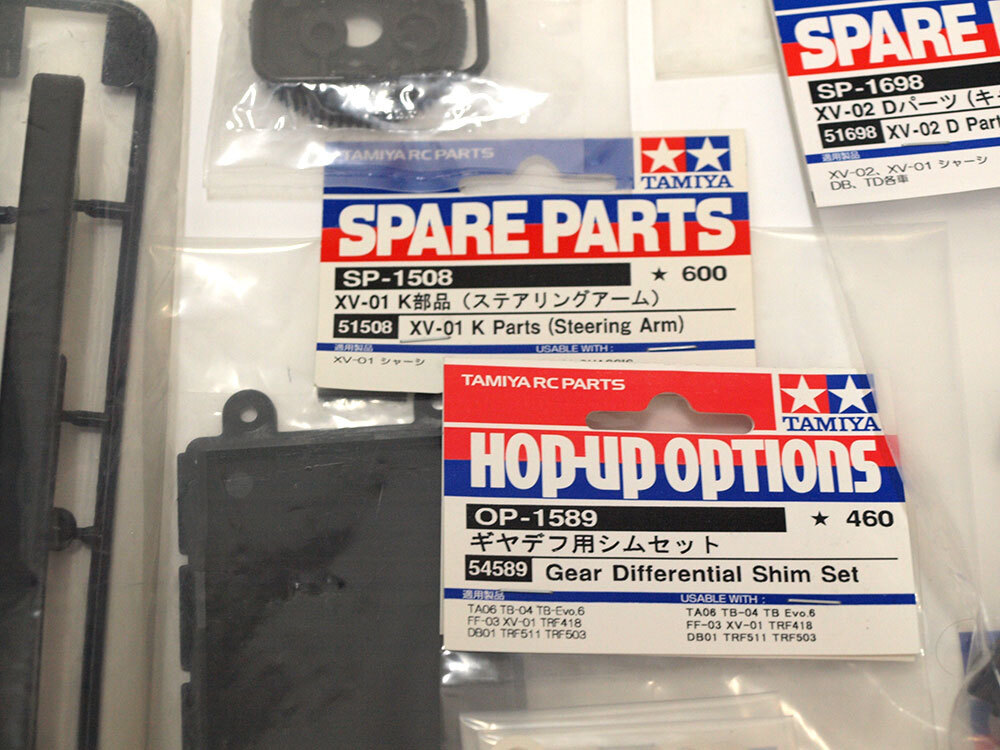 TAMIYA RC PARTS
TAMIYA
SPARE PARTS
SP-1508 ★ 600
XV-01 K部品（ステアリングアーム）
51508 XV-01 K Parts (Steering Arm)
適用製品 USABLE WITH :
XV-01 シャーシ
SPARE
SP-1698
XV-02 Dパーツ（キ
51698 XV-02 D Part
適用製品
XV-02、XV-01 シャーシ
DB、TD各車
TAMIYA RC PARTS
TAMIYA
HOP-UP OPTIONS
OP-1589 ★ 460
ギヤデフ用シムセット
54589 Gear Differential Shim Set
適用製品 USABLE WITH :
TA06 TB-04 TB-Evo.6
FF-03 XV-01 TRF418
DB01 TRF511 TRF503
TA06 TB-04 TB Evo.6
FF-03 XV-01 TRF418
DB01 TRF511 TRF503